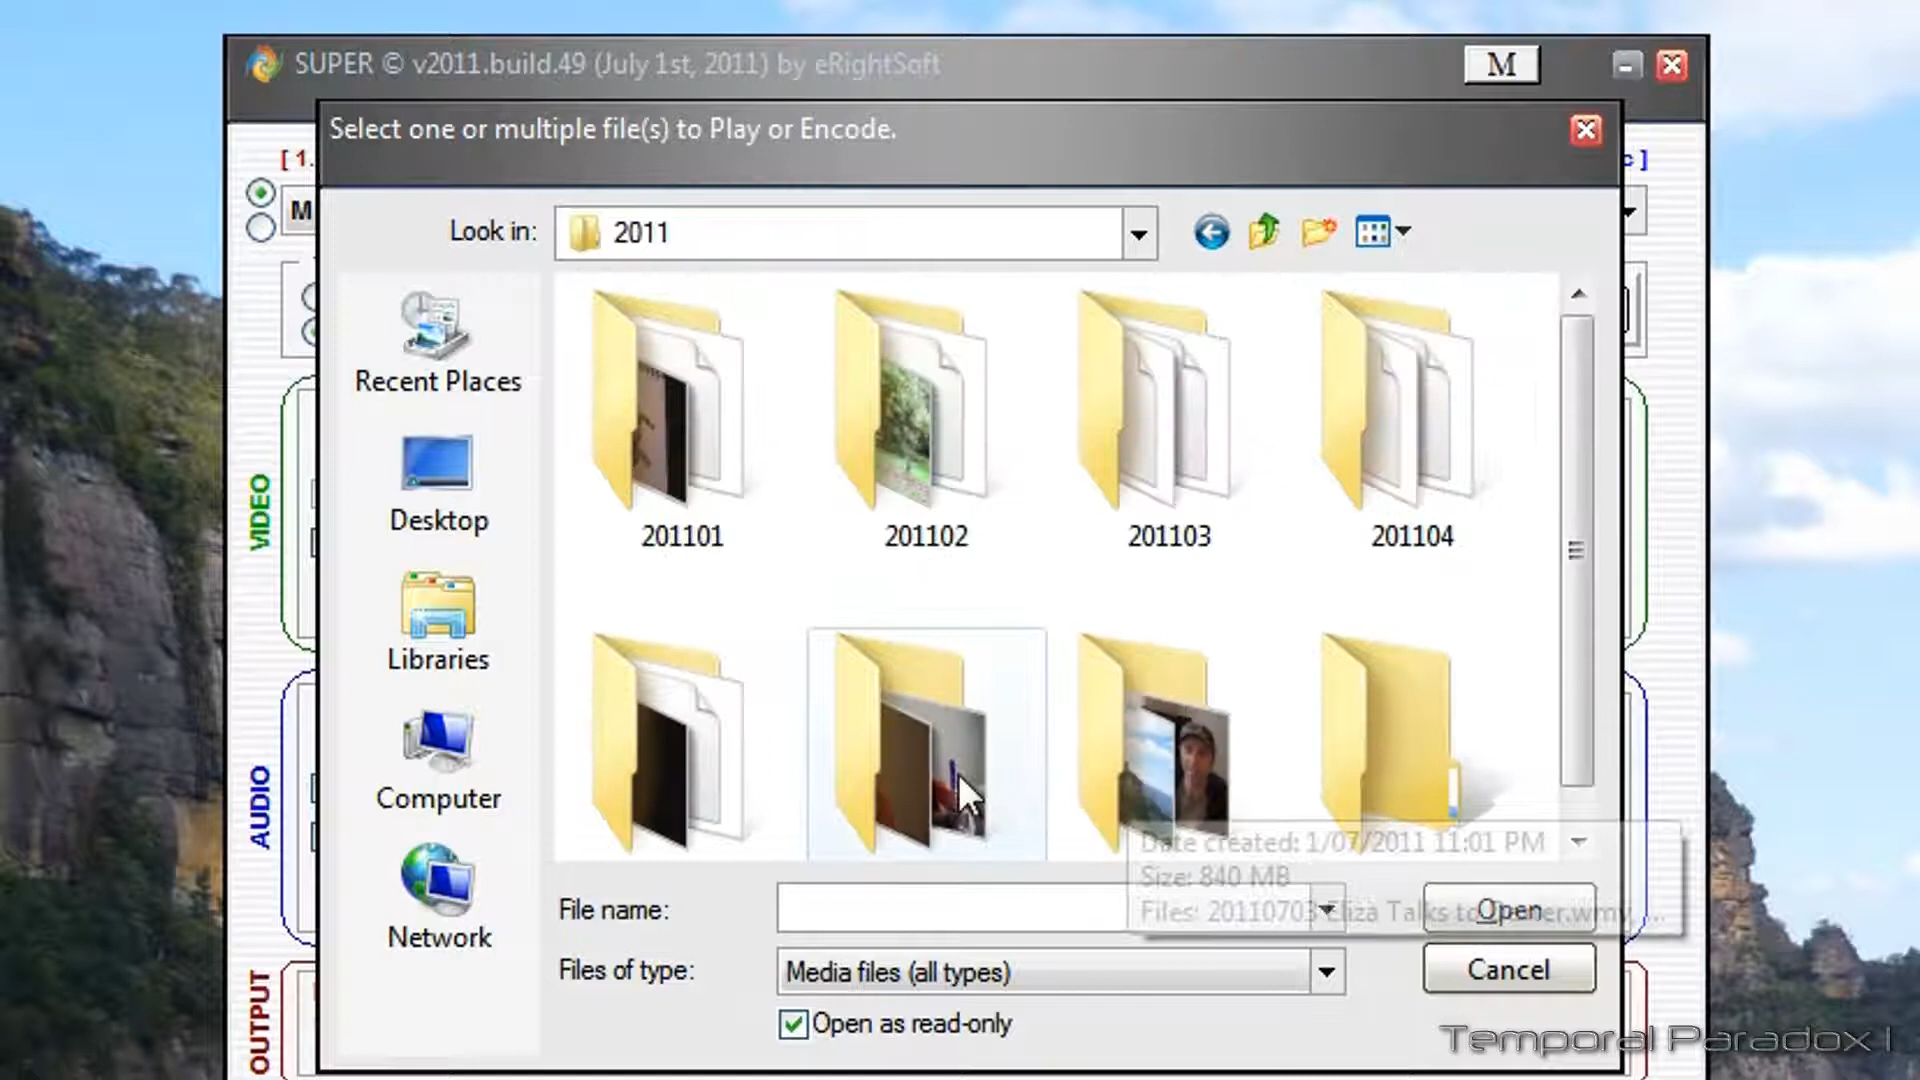 SUPER © v2011.build.49 (July 1st, 2011) by eRightSoft
M
Select one or multiple file(s) to Play or Encode.
[ 1.
c ]
M
Look in:
2011
Recent Places
Desktop
Libraries
Computer
Network
201101
201102
201103
201104
VIDEO
AUDIO
OUTPUT
Date created: 1/07/2011 11:01 PM
Size: 840 MB
Files: 20110703 Eliza Talks to
File name:
Open
Files of type:
Media files (all types)
Cancel
Open as read-only
Temporal Paradox I